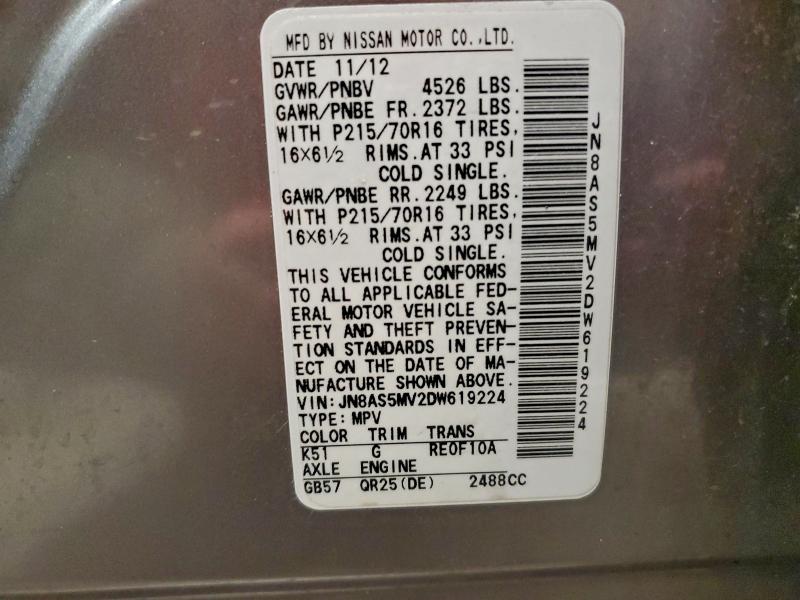 MFD BY NISSAN MOTOR CO.,LTD.
DATE 11/12
GVWR/PNBV 4526 LBS.
GAWR/PNBE FR. 2372 LBS.
WITH P215/70R16 TIRES,
16X6½ RIMS. AT 33 PSI
COLD SINGLE.
GAWR/PNBE RR. 2249 LBS.
WITH P215/70R16 TIRES,
16X6½ RIMS. AT 33 PSI
COLD SINGLE.
THIS VEHICLE CONFORMS
TO ALL APPLICABLE FED-
ERAL MOTOR VEHICLE SA-
FETY AND THEFT PREVEN-
TION STANDARDS IN EFF-
ECT ON THE DATE OF MA-
NUFACTURE SHOWN ABOVE.
VIN: JN8AS5MV2DW619224
TYPE: MPV
COLOR TRIM TRANS
K51 G RE0F10A
AXLE ENGINE
GB57 QR25(DE) 2488CC
JN8AS5MV2DW619224